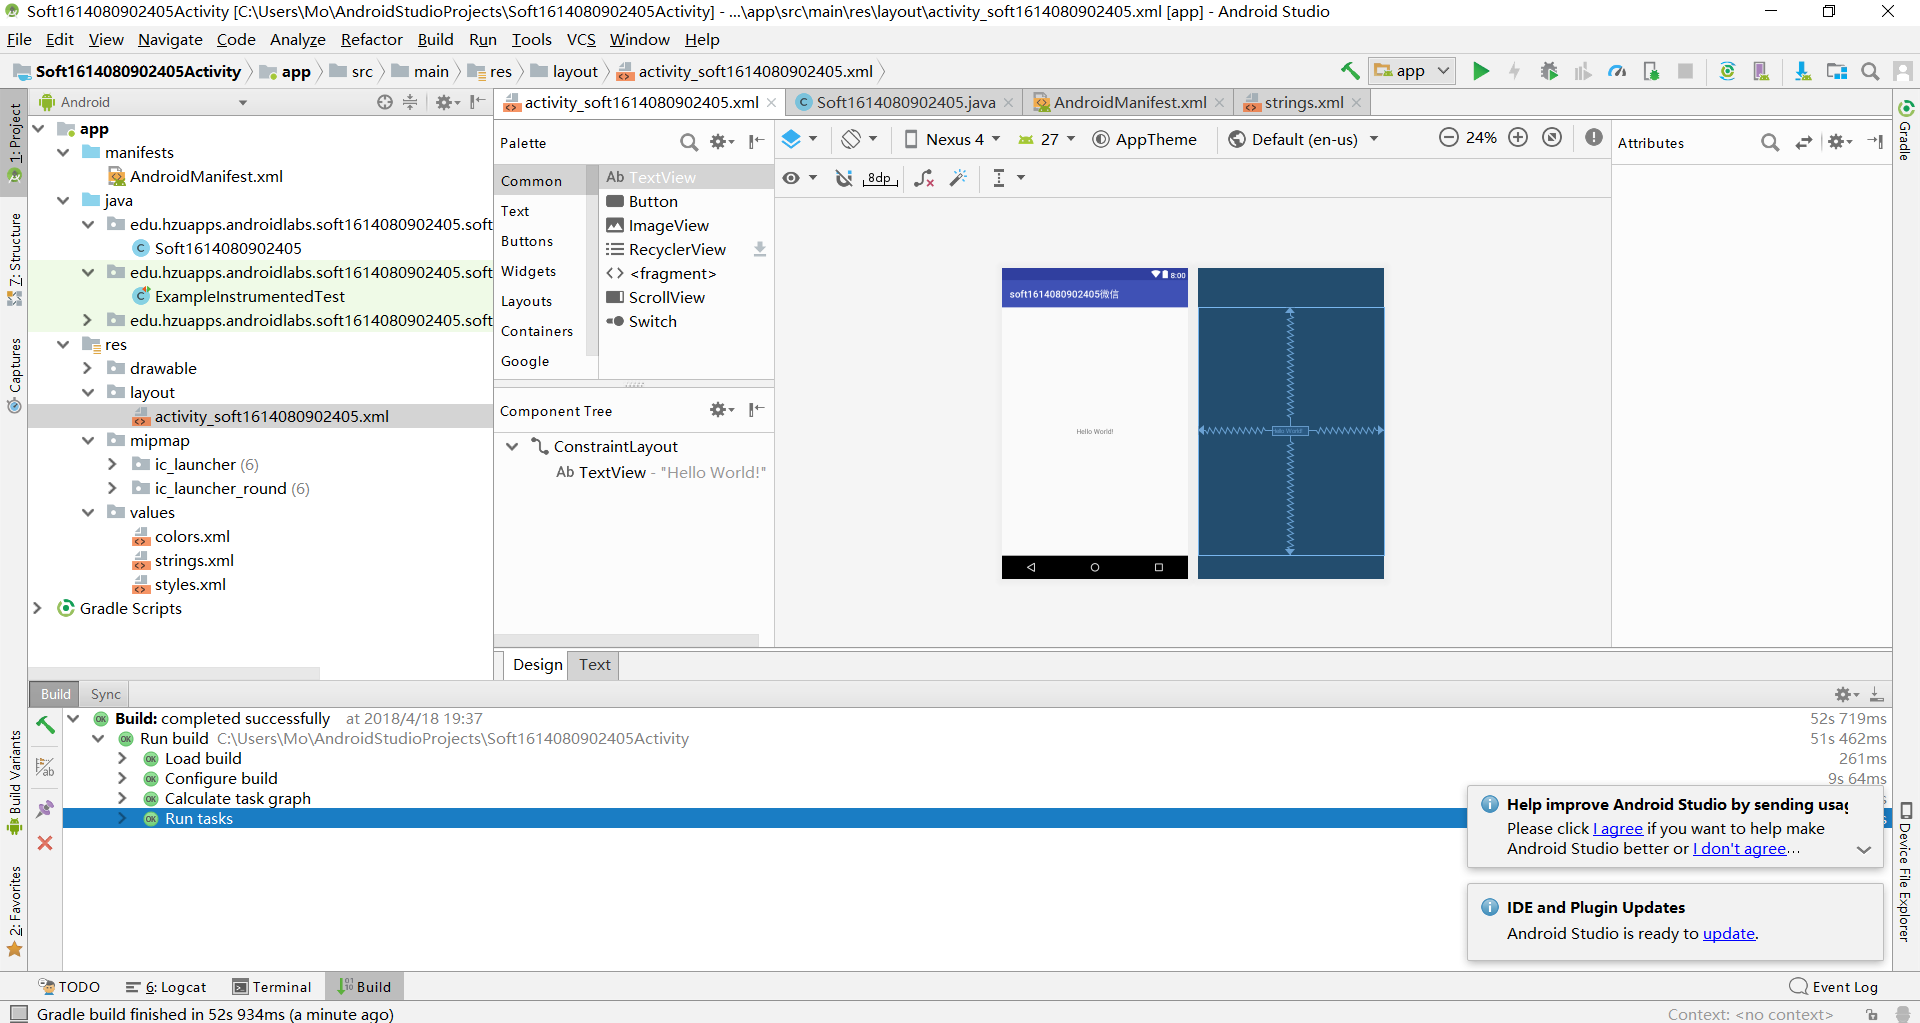 Soft1614080902405Activity [C:\Users\Mo\AndroidStudioProjects\Soft1614080902405Activity] - ...\app\src\main\res\layout\activity_soft1614080902405.xml [app] - Android Studio
File Edit View Navigate Code Analyze Refactor Build Run Tools VCS Window Help
Soft1614080902405Activity app src main res layout activity_soft1614080902405.xml
app
Android
activity_soft1614080902405.xml Soft1614080902405.java AndroidManifest.xml strings.xml
1: Project
Z: Structure
Captures
Build Variants
2: Favorites
app
manifests
AndroidManifest.xml
java
edu.hzuapps.androidlabs.soft1614080902405.soft
Soft1614080902405
edu.hzuapps.androidlabs.soft1614080902405.soft
ExampleInstrumentedTest
edu.hzuapps.androidlabs.soft1614080902405.soft
res
drawable
layout
activity_soft1614080902405.xml
mipmap
ic_launcher (6)
ic_launcher_round (6)
values
colors.xml
strings.xml
styles.xml
Gradle Scripts
Palette
Common
Text
Buttons
Widgets
Layouts
Containers
Google
Ab TextView
Button
ImageView
RecyclerView
<fragment>
ScrollView
Switch
Component Tree
ConstraintLayout
Ab TextView - "Hello World!"
Nexus 4 27 AppTheme Default (en-us) 24%
8dp
8:00
soft1614080902405微信
Hello World!
Hello World!
Attributes
Gradle
Device File Explorer
Design Text
Build Sync
Build: completed successfully at 2018/4/18 19:37 52s 719ms
Run build C:\Users\Mo\AndroidStudioProjects\Soft1614080902405Activity 51s 462ms
Load build 261ms
Configure build 9s 64ms
Calculate task graph
Run tasks
Help improve Android Studio by sending usag
Please click I agree if you want to help make
Android Studio better or I don't agree...
IDE and Plugin Updates
Android Studio is ready to update.
TODO 6: Logcat Terminal Build Event Log
Gradle build finished in 52s 934ms (a minute ago) Context: <no context>